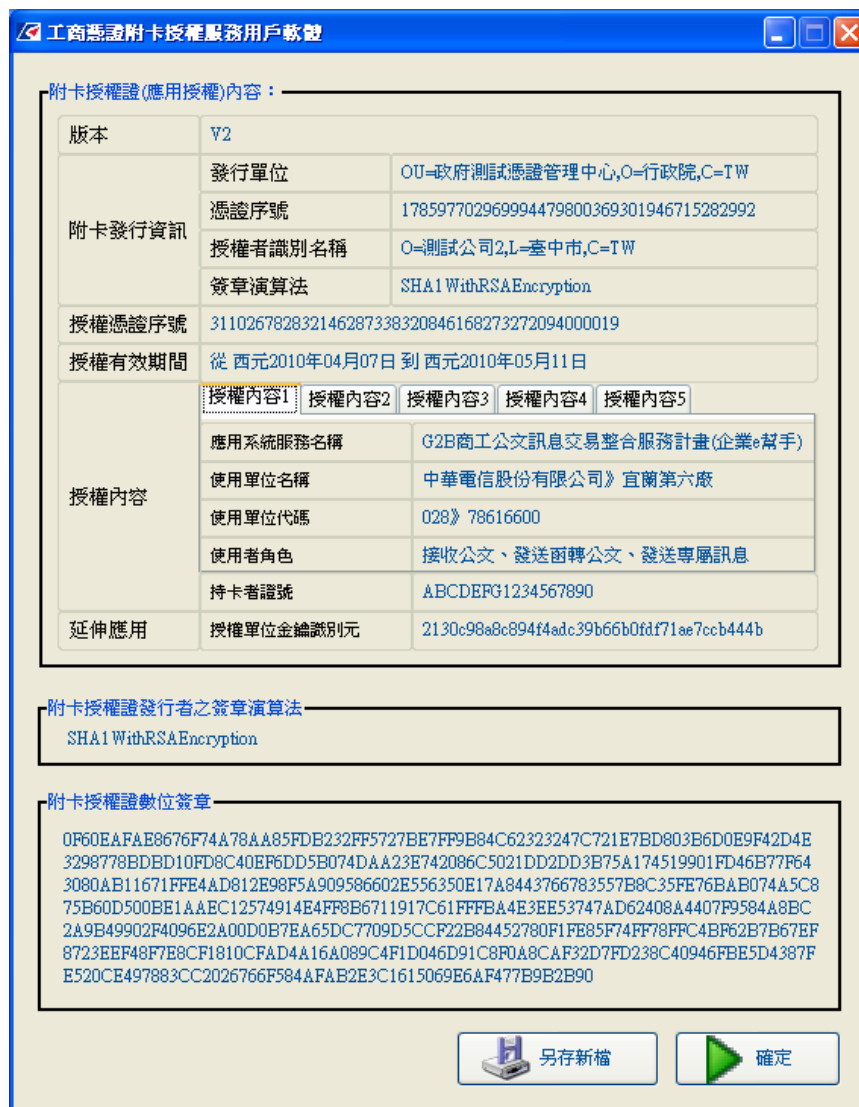 工商憑證附卡授權服務用戶軟體
附卡授權證(應用授權)內容：
版本 V2
附卡發行資訊
發行單位 OU=政府測試憑證管理中心,O=行政院,C=TW
憑證序號 178597702969994479800369301946715282992
授權者識別名稱 O=測試公司2,L=臺中市,C=TW
簽章演算法 SHA1WithRSAEncryption
授權憑證序號 311026782832146287338320846168273272094000019
授權有效期間 從 西元2010年04月07日 到 西元2010年05月11日
授權內容
授權內容1 授權內容2 授權內容3 授權內容4 授權內容5
應用系統服務名稱 G2B商工公文訊息交易整合服務計畫(企業e幫手)
使用單位名稱 中華電信股份有限公司》宜蘭第六廠
使用單位代碼 028》78616600
使用者角色 接收公文、發送函轉公文、發送專屬訊息
持卡者證號 ABCDEFG1234567890
延伸應用 授權單位金鑰識別元 2130c98a8c894f4adc39b66b0fdf71ae7ccb444b
附卡授權證發行者之簽章演算法
SHA1WithRSAEncryption
附卡授權證數位簽章
0F60EAFAE8676F74A78AA85FDB232FF5727BE7FF9B84C62323247C721E7BD803B6D0E9F42D4E
3298778BDBD10FD8C40EF6DD5B074DAA23E742086C5021DD2DD3B75A174519901FD46B77F64
3080AB11671FFE4AD812E98F5A909586602E556350E17A8443766783557B8C35FE76BAB074A5C8
75B60D500BE1AAEC12574914E4FF8B6711917C61FFFBA4E3EE53747AD62408A4407F9584A8BC
2A9B49902F4096E2A00D0B7EA65DC7709D5CCF22B84452780F1FE85F74FF78FFC4BF62B7B67EF
8723EEF48F7E8CF1810CFAD4A16A089C4F1D046D91C8F0A8CAF32D7FD238C40946FBE5D4387F
E520CE497883CC2026766F584AFAB2E3C1615069E6AF477B9B2B90
另存新檔 確定